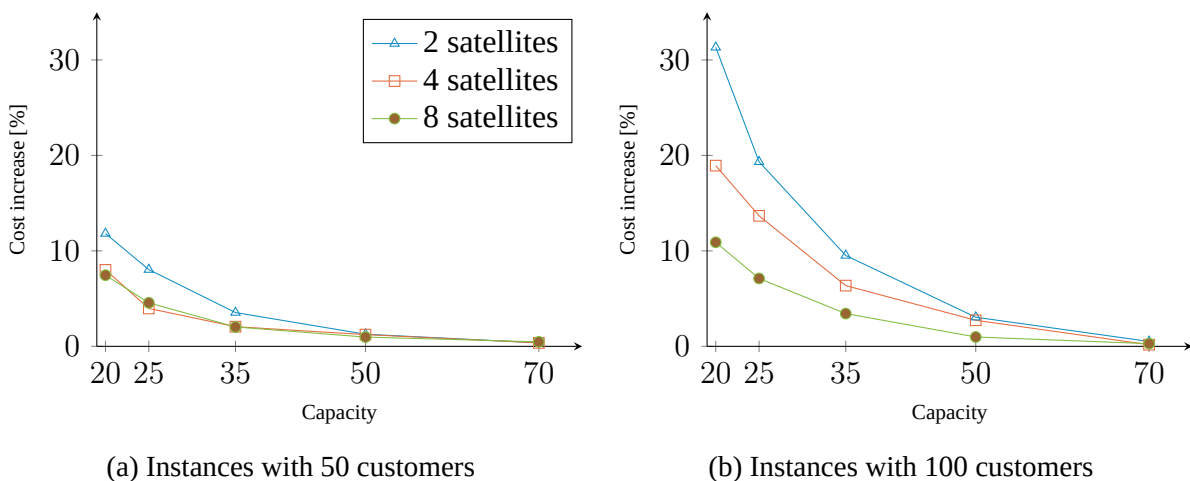 Cost increase [%]
30
20
10
0
20 25 35 50 70
Capacity
2 satellites
4 satellites
8 satellites
(a) Instances with 50 customers
Cost increase [%]
30
20
10
0
20 25 35 50 70
Capacity
(b) Instances with 100 customers